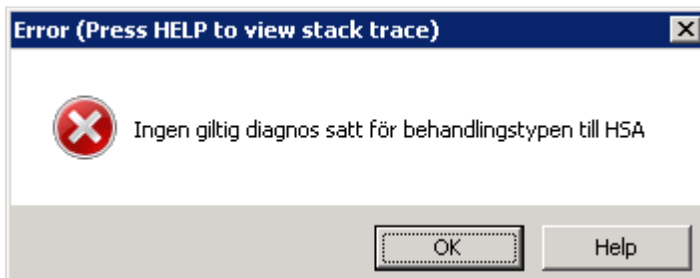 Error (Press HELP to view stack trace)
Ingen giltig diagnos satt för behandlingstypen till HSA
OK
Help